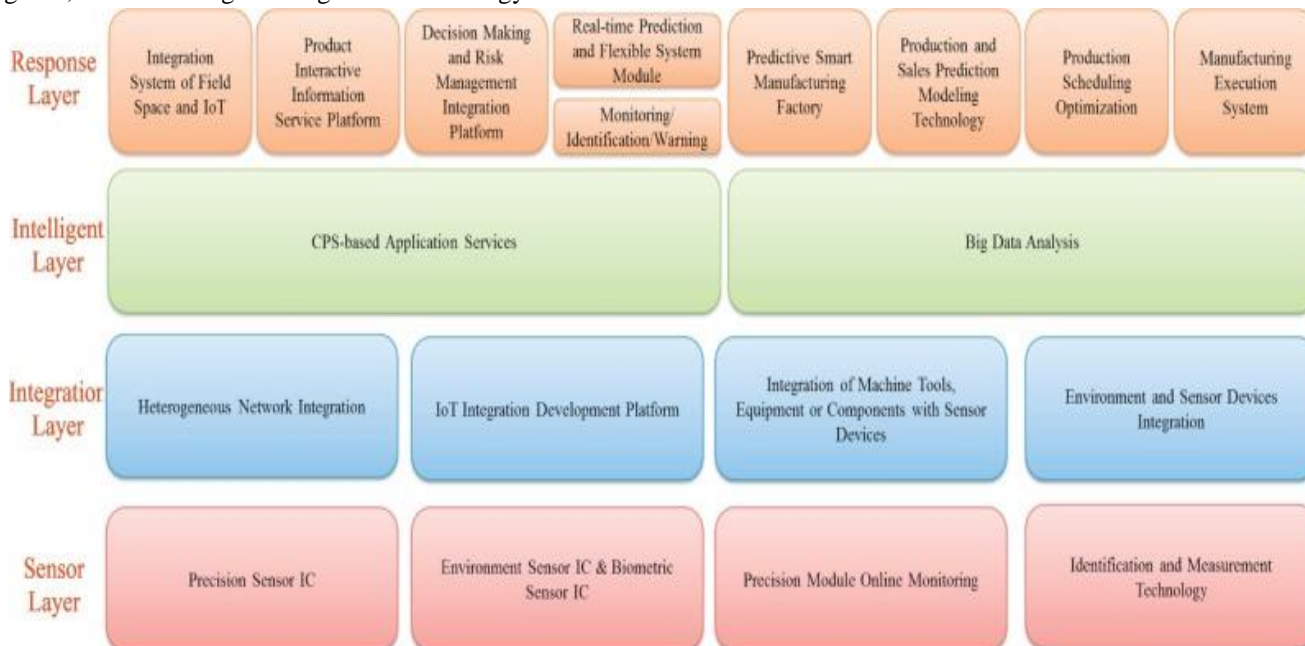 Response
Layer
Integration
System of Field
Space and IoT
Product
Interactive
Information
Service Platform
Decision Making
and Risk
Management
Integration
Platform
Real-time Prediction
and Flexible System
Module
Monitoring/
Identification/Warning
Predictive Smart
Manufacturing
Factory
Production and
Sales Prediction
Modeling
Technology
Production
Scheduling
Optimization
Manufacturing
Execution
System
Intelligent
Layer
CPS-based Application Services
Big Data Analysis
Integratior
Layer
Heterogeneous Network Integration
IoT Integration Development Platform
Integration of Machine Tools,
Equipment or Components with Sensor
Devices
Environment and Sensor Devices
Integration
Sensor
Layer
Precision Sensor IC
Environment Sensor IC & Biometric
Sensor IC
Precision Module Online Monitoring
Identification and Measurement
Technology